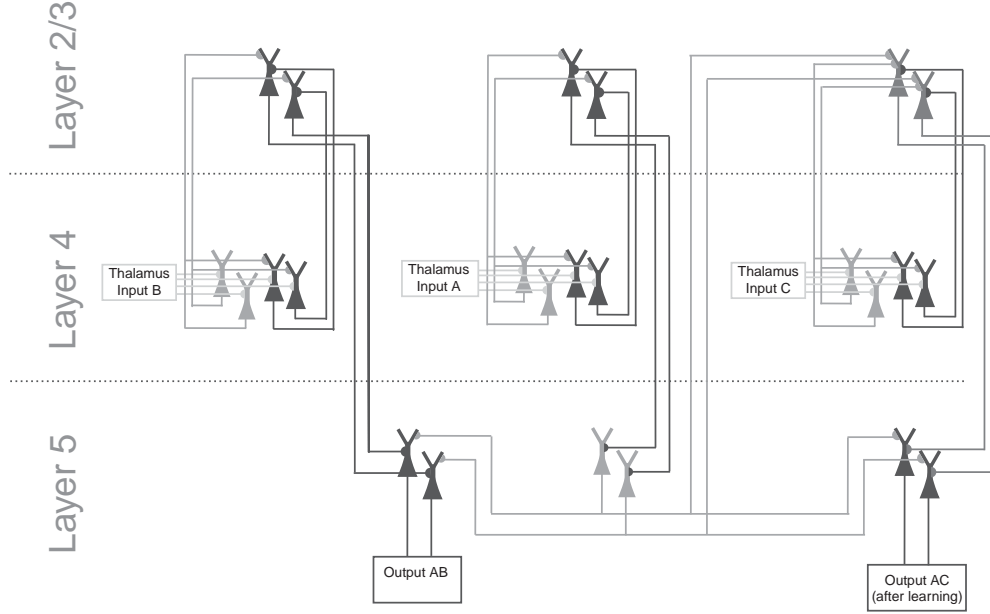 Layer 2/3
Layer 4
Thalamus
Input B
Thalamus
Input A
Thalamus
Input C
Layer 5
Output AB
Output AC
(after learning)